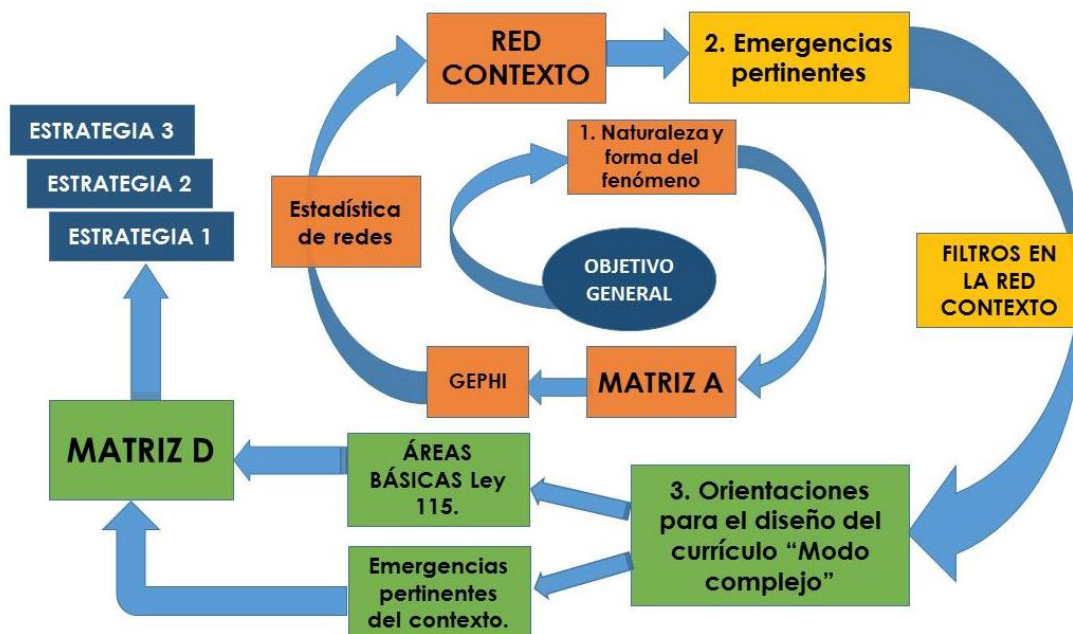 RED
CONTEXTO
2. Emergencias
pertinentes
ESTRATEGIA 3
ESTRATEGIA 2
ESTRATEGIA 1
1. Naturaleza y
forma del
fenómeno
Estadística
de redes
OBJETIVO
GENERAL
FILTROS EN
LA RED
CONTEXTO
GEPHI
MATRIZ A
MATRIZ D
ÁREAS
BÁSICAS Ley
115.
3. Orientaciones
para el diseño del
currículo “Modo
complejo”
Emergencias
pertinentes
del contexto.